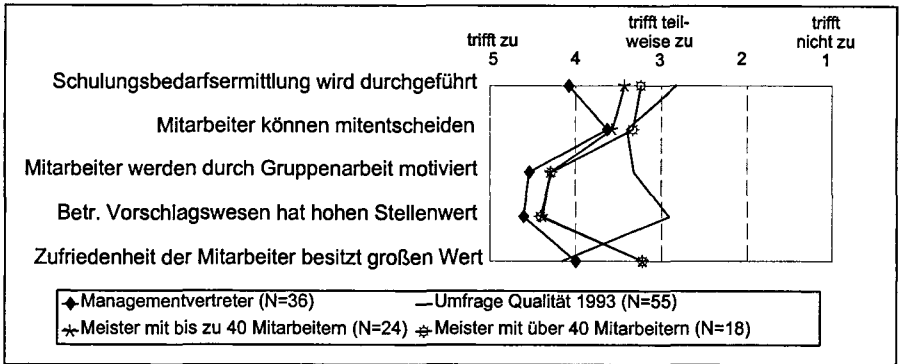 trifft zu
trifft teil-
weise zu
trifft
nicht zu
5 4 3 2 1
Schulungsbedarfsermittlung wird durchgeführt
Mitarbeiter können mitentscheiden
Mitarbeiter werden durch Gruppenarbeit motiviert
Betr. Vorschlagswesen hat hohen Stellenwert
Zufriedenheit der Mitarbeiter besitzt großen Wert
Managementvertreter (N=36) Umfrage Qualität 1993 (N=55)
Meister mit bis zu 40 Mitarbeitern (N=24) Meister mit über 40 Mitarbeitern (N=18)